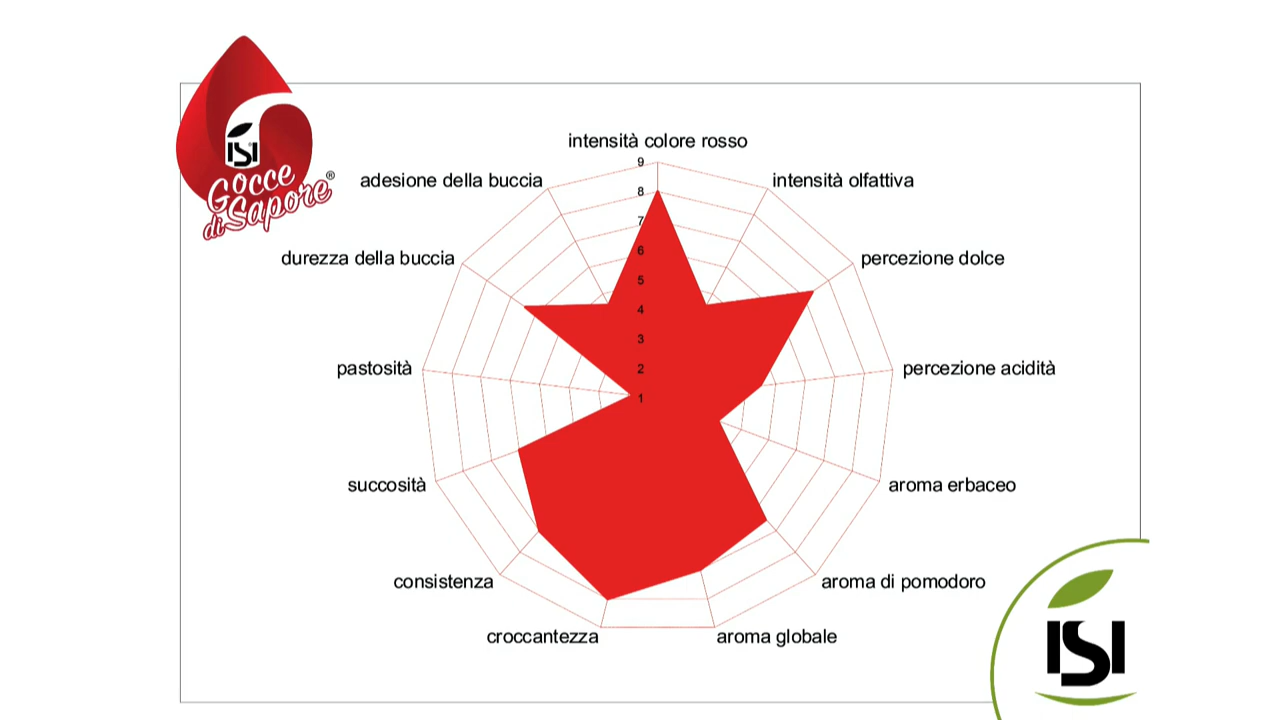 ISI
Gocce
di Sapore®
intensità colore rosso
intensità olfattiva
percezione dolce
percezione acidità
aroma erbaceo
aroma di pomodoro
aroma globale
croccantezza
consistenza
succosità
pastosità
durezza della buccia
adesione della buccia
9
8
7
6
5
4
3
2
1
ISI